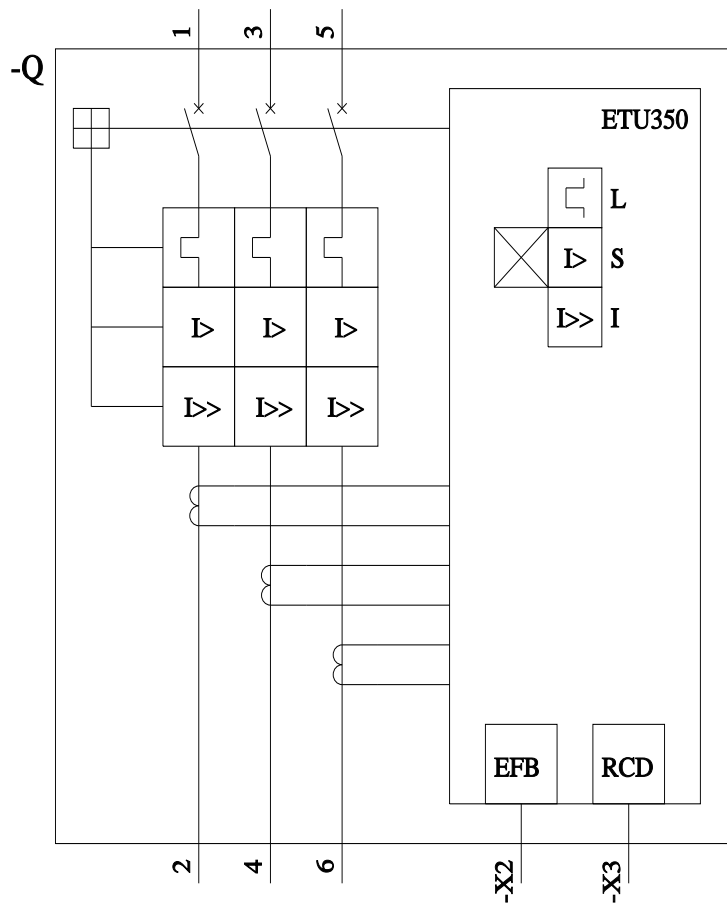 1 3 5
-Q
ETU350
L
I> S
I>> I
I> I> I>
I>> I>> I>>
EFB RCD
2 4 6 -X2 -X3